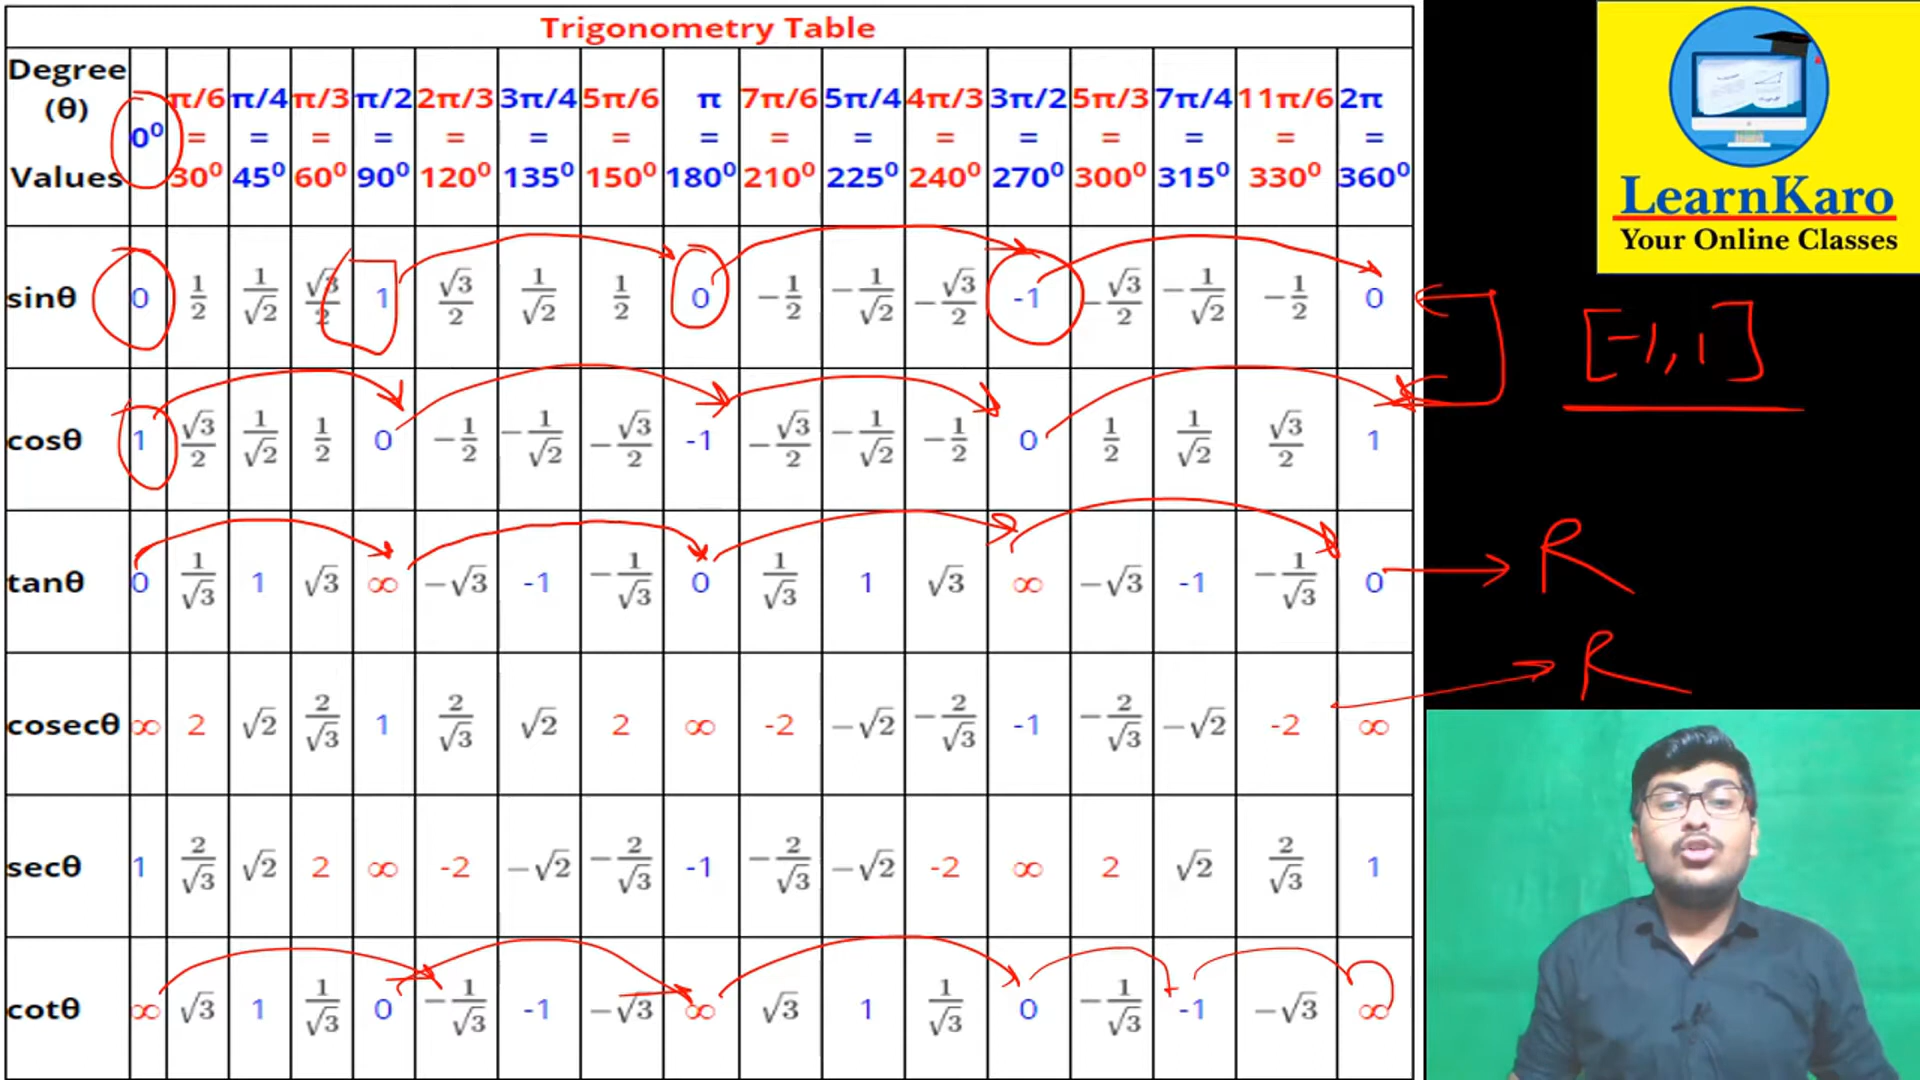 Trigonometry Table
Degree (θ) Values 0⁰ π/6 = 30⁰ π/4 = 45⁰ π/3 = 60⁰ π/2 = 90⁰ 2π/3 = 120⁰ 3π/4 = 135⁰ 5π/6 = 150⁰ π = 180⁰ 7π/6 = 210⁰ 5π/4 = 225⁰ 4π/3 = 240⁰ 3π/2 = 270⁰ 5π/3 = 300⁰ 7π/4 = 315⁰ 11π/6 = 330⁰ 2π = 360⁰
sinθ 0 1/2 1/√2 √3/2 1 √3/2 1/√2 1/2 0 −1/2 −1/√2 −√3/2 -1 −√3/2 −1/√2 −1/2 0
cosθ 1 √3/2 1/√2 1/2 0 −1/2 −1/√2 −√3/2 -1 −√3/2 −1/√2 −1/2 0 1/2 1/√2 √3/2 1
tanθ 0 1/√3 1 √3 ∞ −√3 -1 −1/√3 0 1/√3 1 √3 ∞ −√3 -1 −1/√3 0
cosecθ ∞ 2 √2 2/√3 1 2/√3 √2 2 ∞ -2 −√2 −2/√3 -1 −2/√3 −√2 -2 ∞
secθ 1 2/√3 √2 2 ∞ -2 −√2 −2/√3 -1 −2/√3 −√2 -2 ∞ 2 √2 2/√3 1
cotθ ∞ √3 1 1/√3 0 −1/√3 -1 −√3 ∞ √3 1 1/√3 0 −1/√3 -1 −√3 ∞
LearnKaro
Your Online Classes
[-1, 1]
R
R